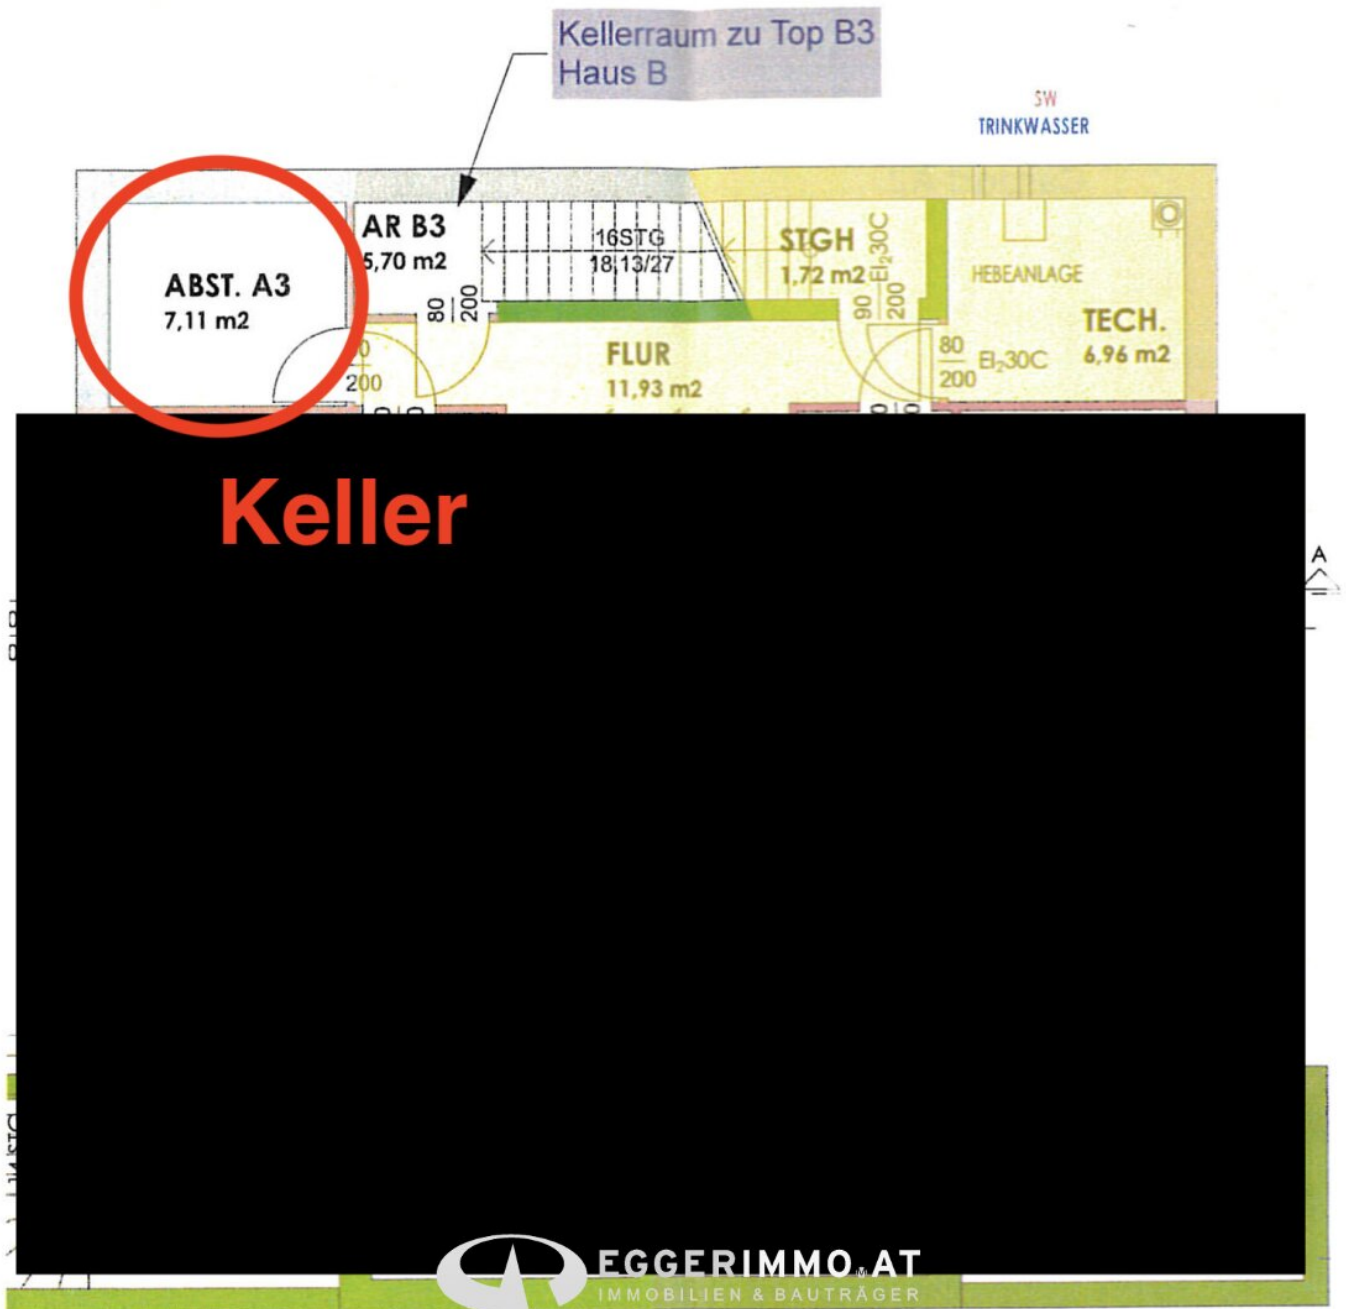 Kellerraum zu Top B3
Haus B
SW
TRINKWASSER
AR B3
5,70 m2
16STG
18,13/27
STGH
1,72 m2
EI₂30C
HEBEANLAGE
ABST. A3
7,11 m2
80
200
90
200
TECH.
6,96 m2
FLUR
11,93 m2
80
200
EI₂30C
200
Keller
A
EGGERIMMO.AT
IMMOBILIEN & BAUTRÄGER